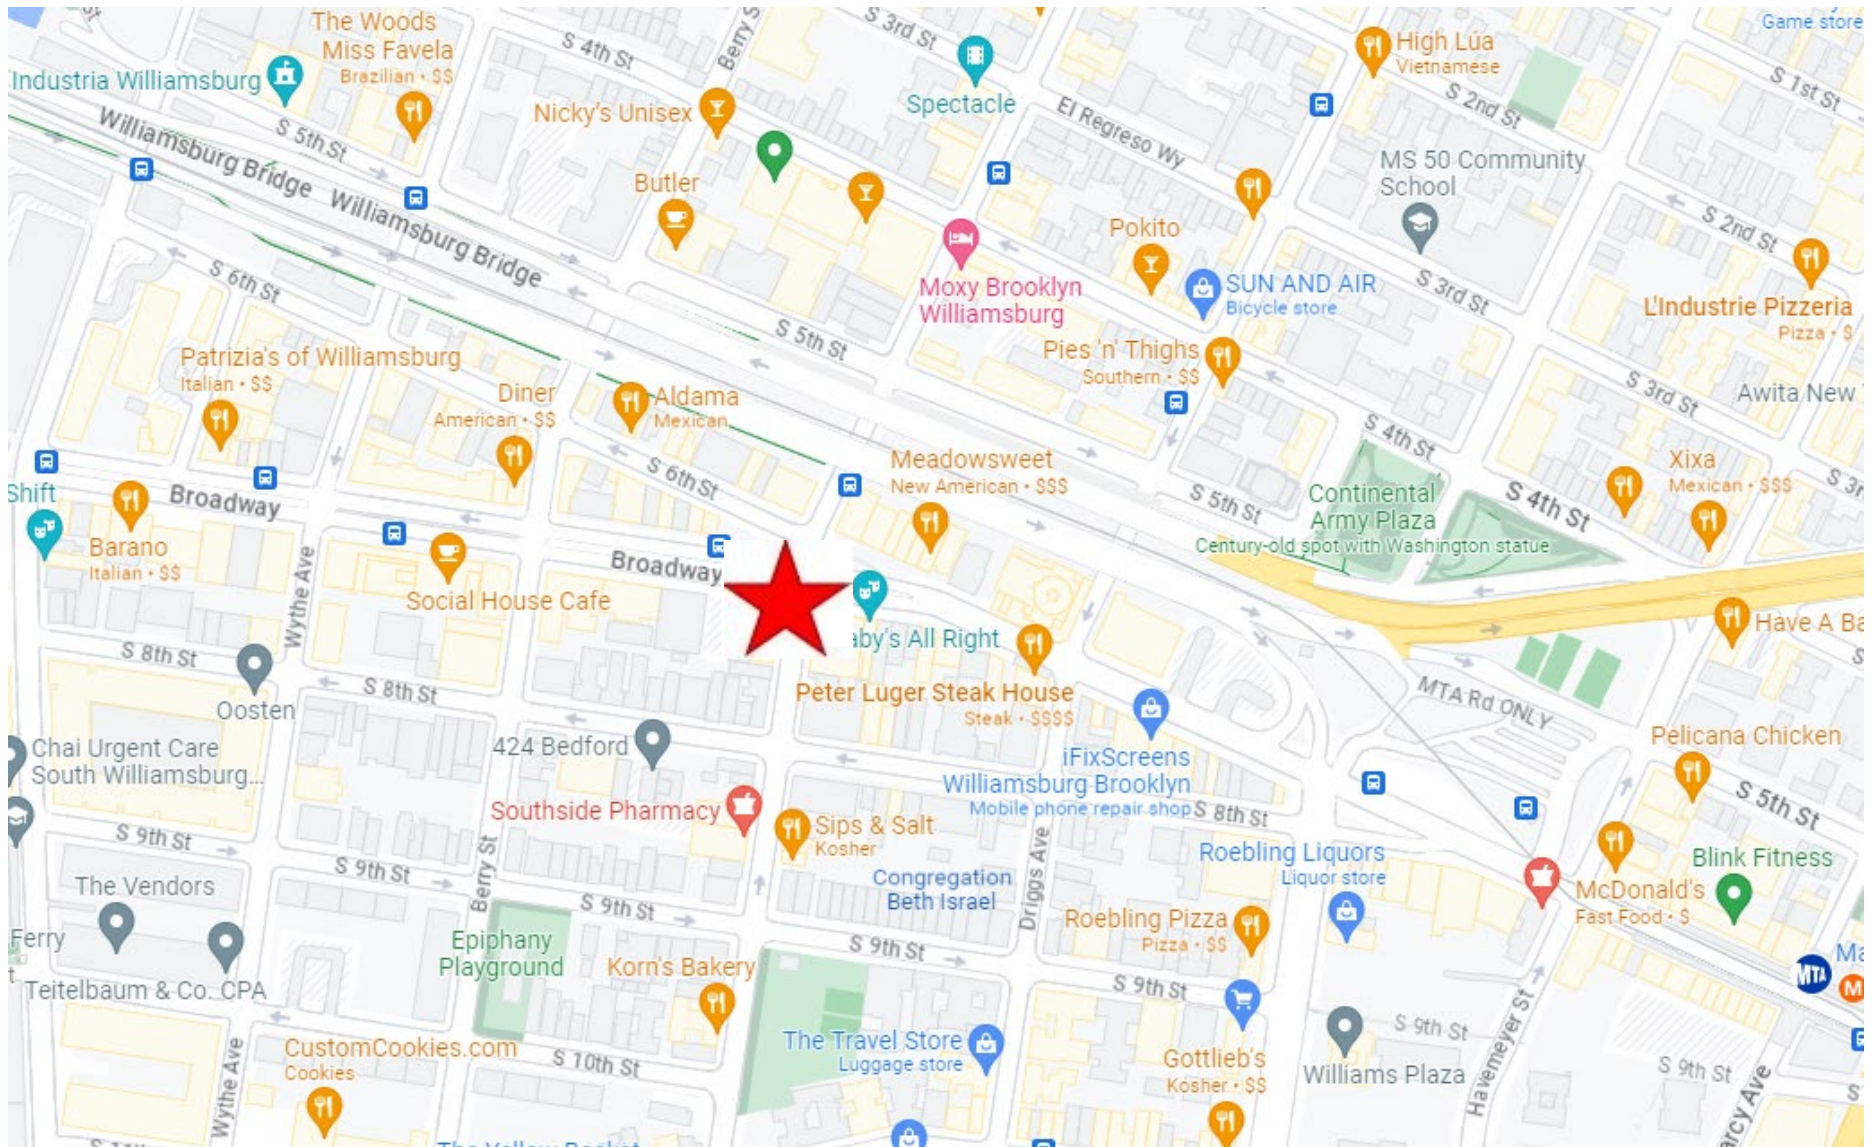 The Woods
Miss Favela
Brazilian • $$
Industria Williamsburg
S 4th St
Berry S
S 3rd St
Spectacle
High Lúa
Vietnamese
Game store
S 1st St
S 2nd St
El Regreso Wy
Nicky's Unisex
S 5th St
Williamsburg Bridge
Williamsburg Bridge
Butler
MS 50 Community
School
S 2nd St
Pokito
S 6th St
Moxy Brooklyn
Williamsburg
SUN AND AIR
Bicycle store
S 3rd St
L'Industrie Pizzeria
Pizza • $
S 5th St
Patrizia's of Williamsburg
Italian • $$
Pies 'n' Thighs
Southern • $$
Diner
American • $$
Aldama
Mexican
S 3rd St
Awita New
S 4th St
Meadowsweet
New American • $$$
S 6th St
Xixa
Mexican • $$$
S 3r
Shift
Broadway
S 5th St
Continental
Army Plaza
Century-old spot with Washington statue
S 4th St
Barano
Italian • $$
Wythe Ave
Broadway
Social House Cafe
aby's All Right
Have A Ba
S 8th St
S 8th St
Oosten
Peter Luger Steak House
Steak • $$$$
MTA Rd ONLY
424 Bedford
Chai Urgent Care
South Williamsburg...
iFixScreens
Williamsburg Brooklyn
Mobile phone repair shop
S 8th St
Pelicana Chicken
S 5th St
Southside Pharmacy
Sips & Salt
Kosher
S 9th St
S 9th St
Berry St
Driggs Ave
Roebling Liquors
Liquor store
Blink Fitness
The Vendors
Congregation
Beth Israel
S 9th St
McDonald's
Fast Food • $
Roebling Pizza
Pizza • $$
Ferry
Epiphany
Playground
Korn's Bakery
S 9th St
MTA
Ma
M
Teitelbaum & Co. CPA
S 9th St
The Travel Store
Luggage store
S 9th St
Havemeyer St
CustomCookies.com
Cookies
S 10th St
Gottlieb's
Kosher • $$
Williams Plaza
S 9th St
Wythe Ave
arcy Ave